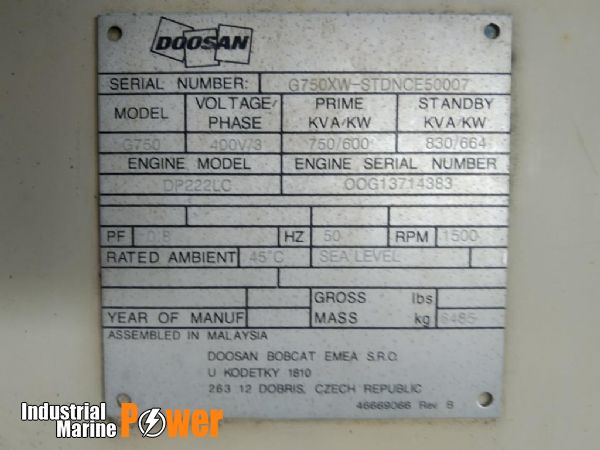 DOOSAN
SERIAL NUMBER: G750XW-STDNCE50007
MODEL VOLTAGE/PHASE PRIME KVA/KW STANDBY KVA/KW
G750 400V/3 750/600 830/664
ENGINE MODEL ENGINE SERIAL NUMBER
DP222LC OOG13714383
PF 0.8 HZ 50 RPM 1500
RATED AMBIENT 45°C SEA LEVEL
GROSS lbs
YEAR OF MANUF MASS kg 6485
ASSEMBLED IN MALAYSIA
DOOSAN BOBCAT EMEA S.R.O.
U KODETKY 1810
263 12 DOBRIS, CZECH REPUBLIC
46669066 Rev B
Industrial
Marine Power